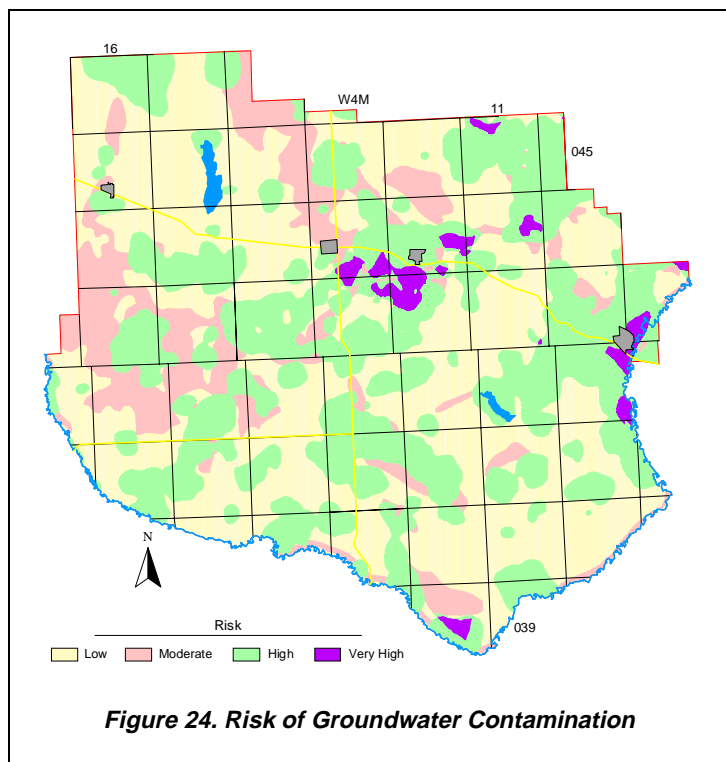 16
W4M
11
045
N
039
Risk
Low Moderate High Very High
Figure 24. Risk of Groundwater Contamination